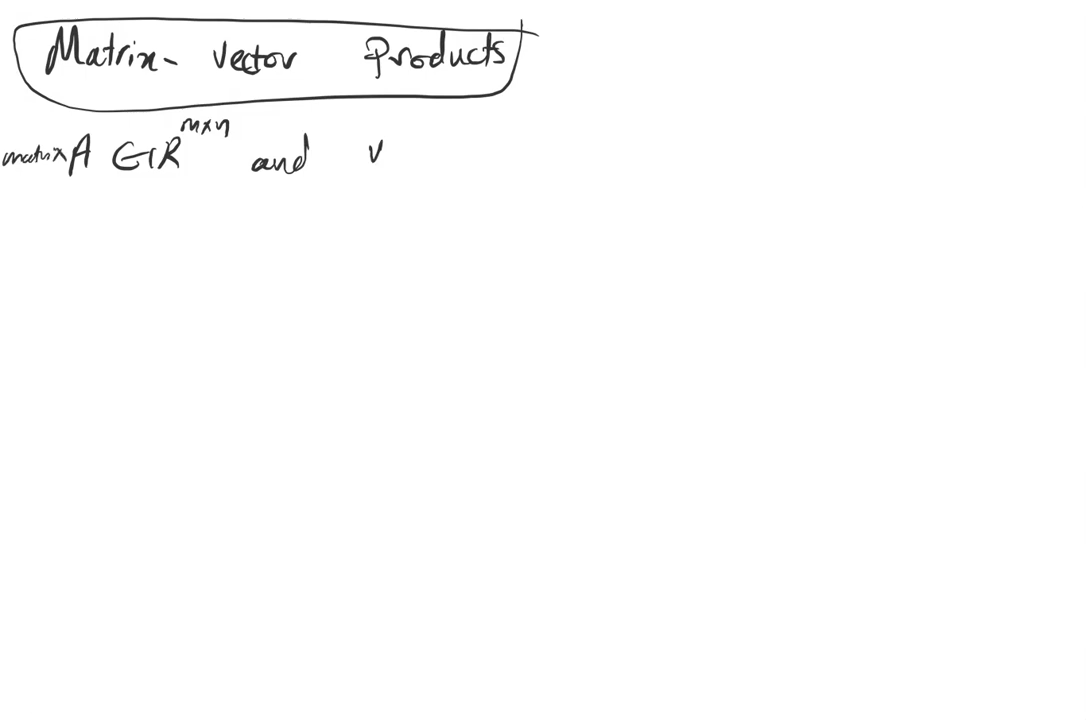 Matrix- vector Products
matrix A ∈ ℝ^{m×n} and v